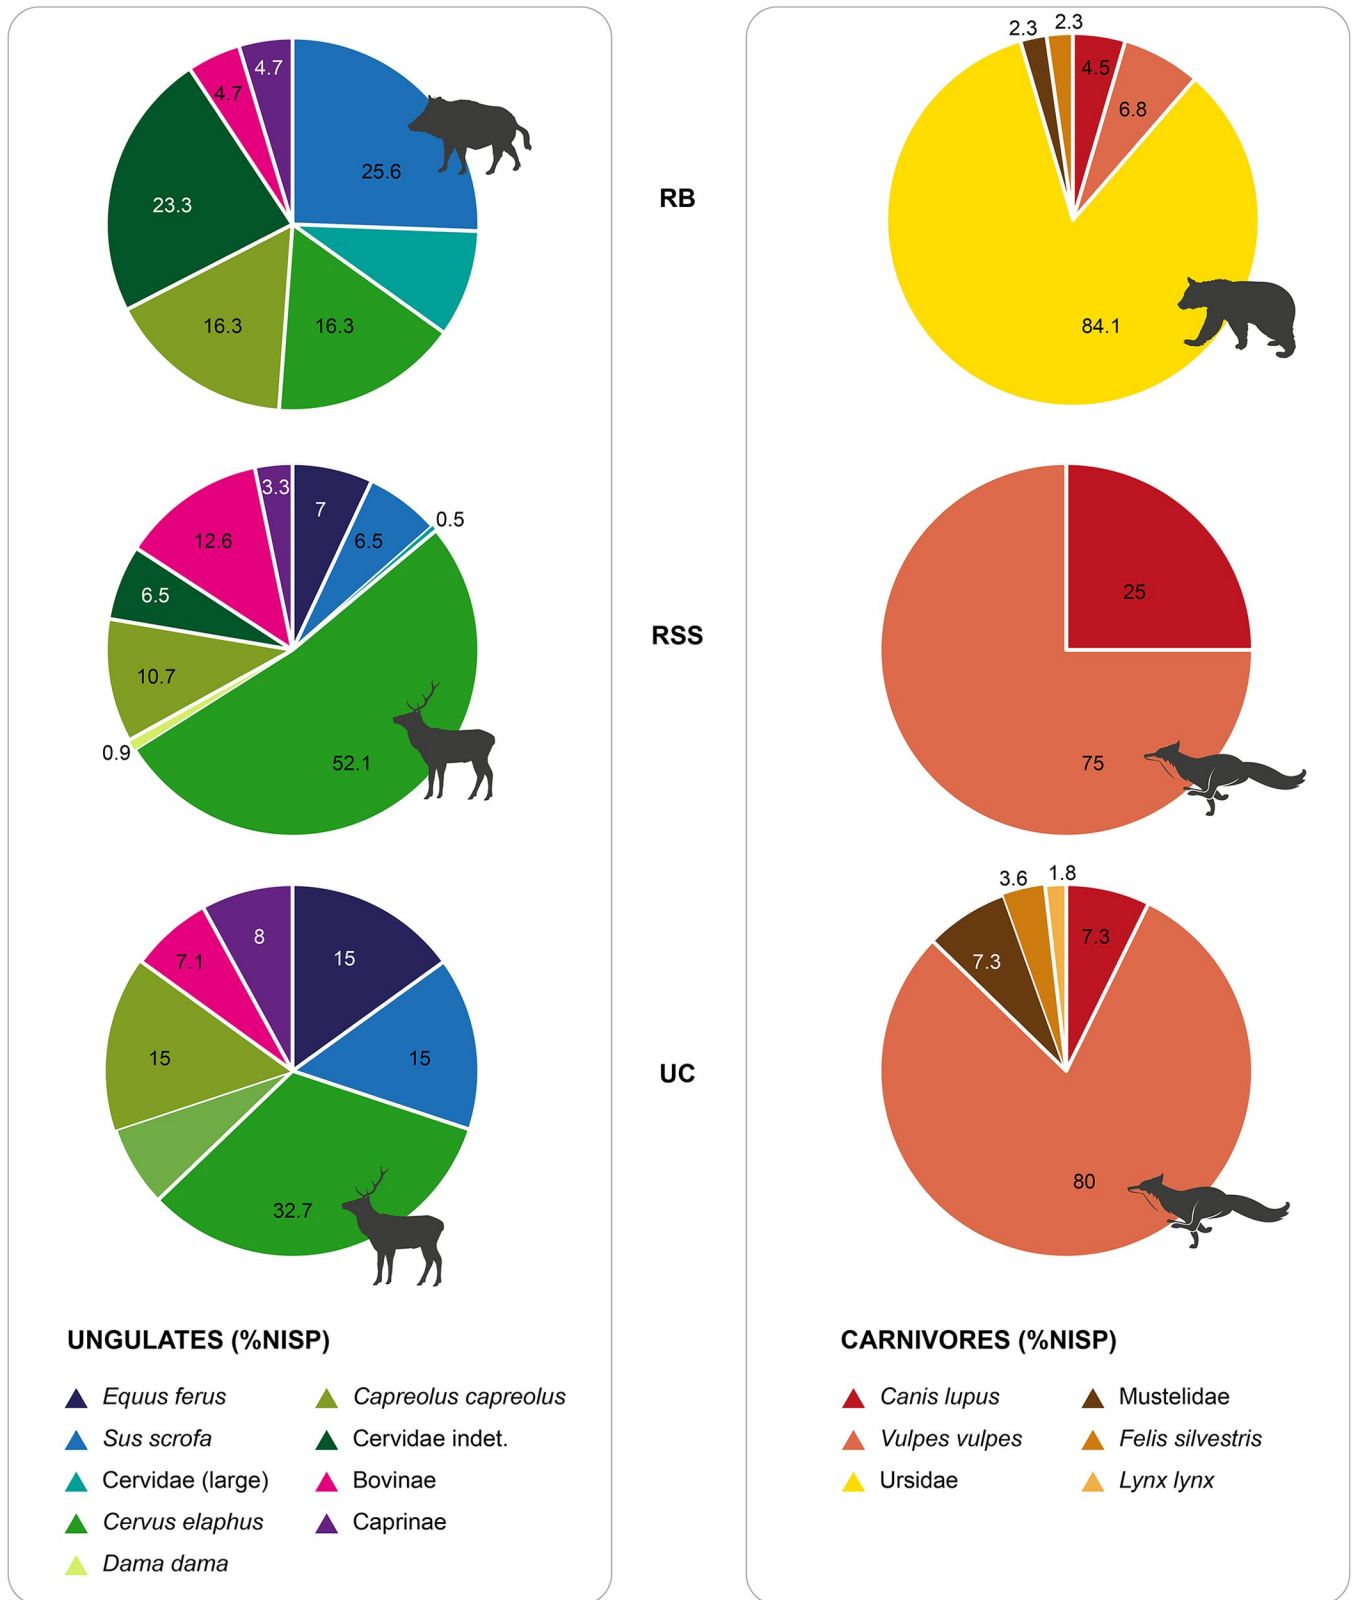 2.3
2.3
4.7
4.7
25.6
23.3
16.3
16.3
RB
4.5
6.8
84.1
3.3
7
6.5
0.5
12.6
6.5
10.7
0.9
52.1
RSS
25
75
8
15
7.1
15
15
32.7
UC
3.6
1.8
7.3
7.3
80
UNGULATES (%NISP)
Equus ferus
Sus scrofa
Cervidae (large)
Cervus elaphus
Dama dama
Capreolus capreolus
Cervidae indet.
Bovinae
Caprinae
CARNIVORES (%NISP)
Canis lupus
Vulpes vulpes
Ursidae
Mustelidae
Felis silvestris
Lynx lynx